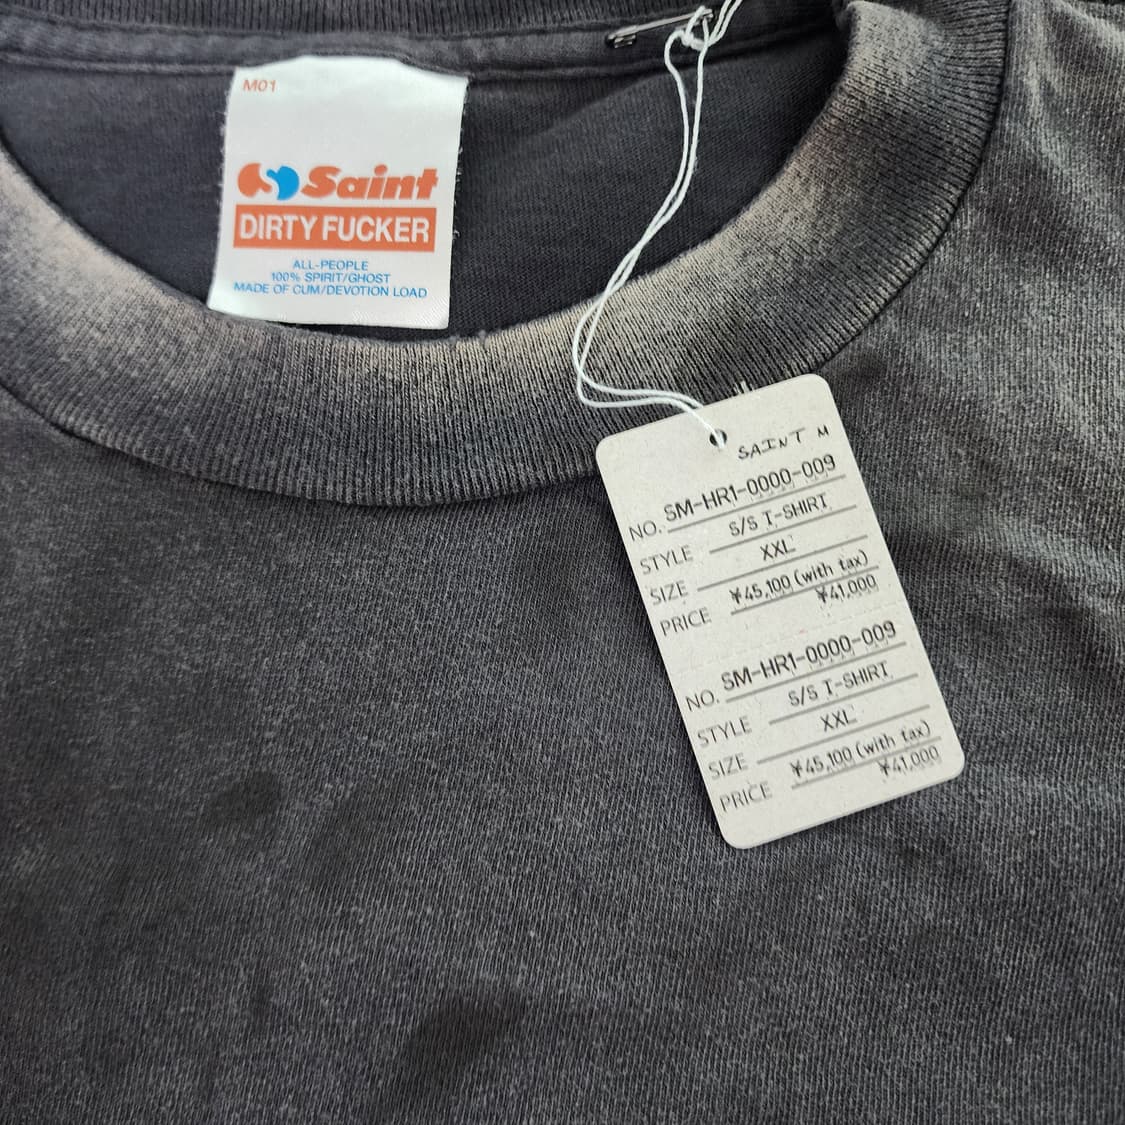 M01
Saint
DIRTY FUCKER
ALL-PEOPLE
100% SPIRIT/GHOST
MADE OF CUM/DEVOTION LOAD
SAINT M
NO. SM-HR1-0000-009
STYLE S/S T-SHIRT
SIZE XXL
PRICE ¥45,100 (with tax)
¥41,000
NO. SM-HR1-0000-009
STYLE S/S T-SHIRT
SIZE XXL
PRICE ¥45,100 (with tax)
¥41,000